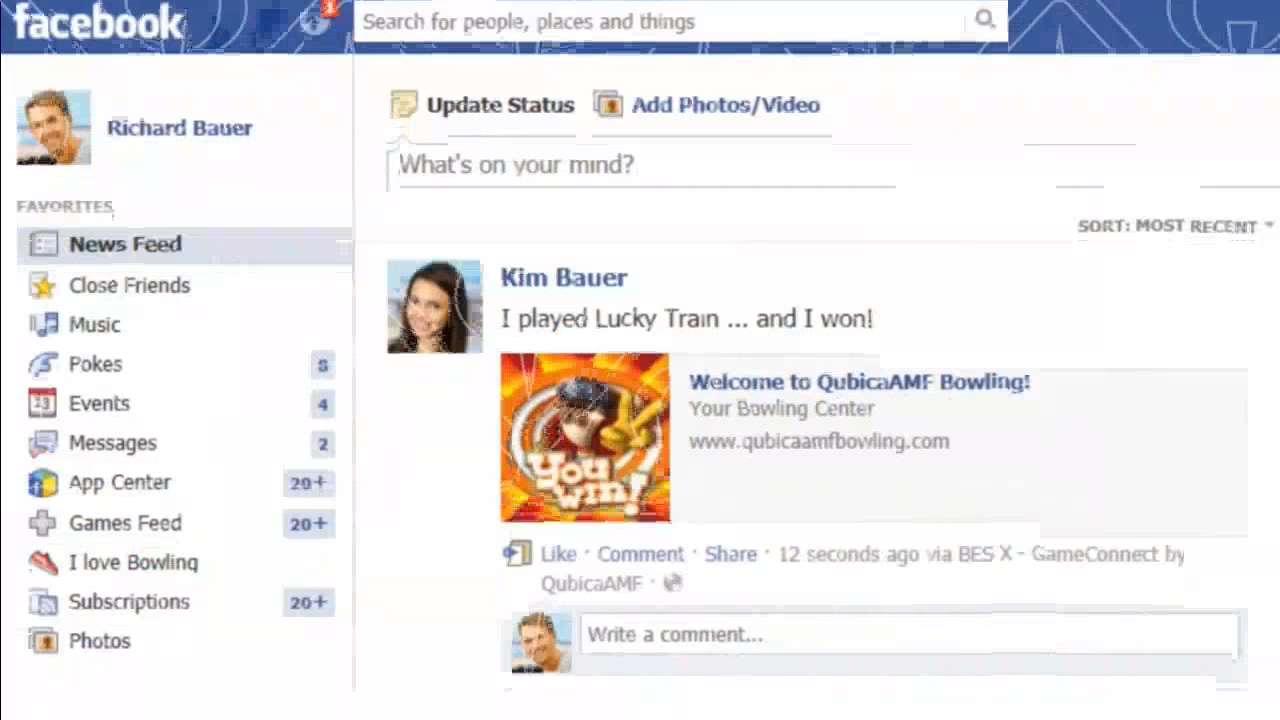 facebook
1
Search for people, places and things
Richard Bauer
Update Status
Add Photos/Video
What's on your mind?
FAVORITES
SORT: MOST RECENT
News Feed
Close Friends
Music
Pokes 8
Events 4
Messages 2
App Center 20+
Games Feed 20+
I love Bowling
Subscriptions 20+
Photos
Kim Bauer
I played Lucky Train ... and I won!
You win!
Welcome to QubicaAMF Bowling!
Your Bowling Center
www.qubicaamfbowling.com
Like · Comment · Share · 12 seconds ago via BES X - GameConnect by
QubicaAMF ·
Write a comment...